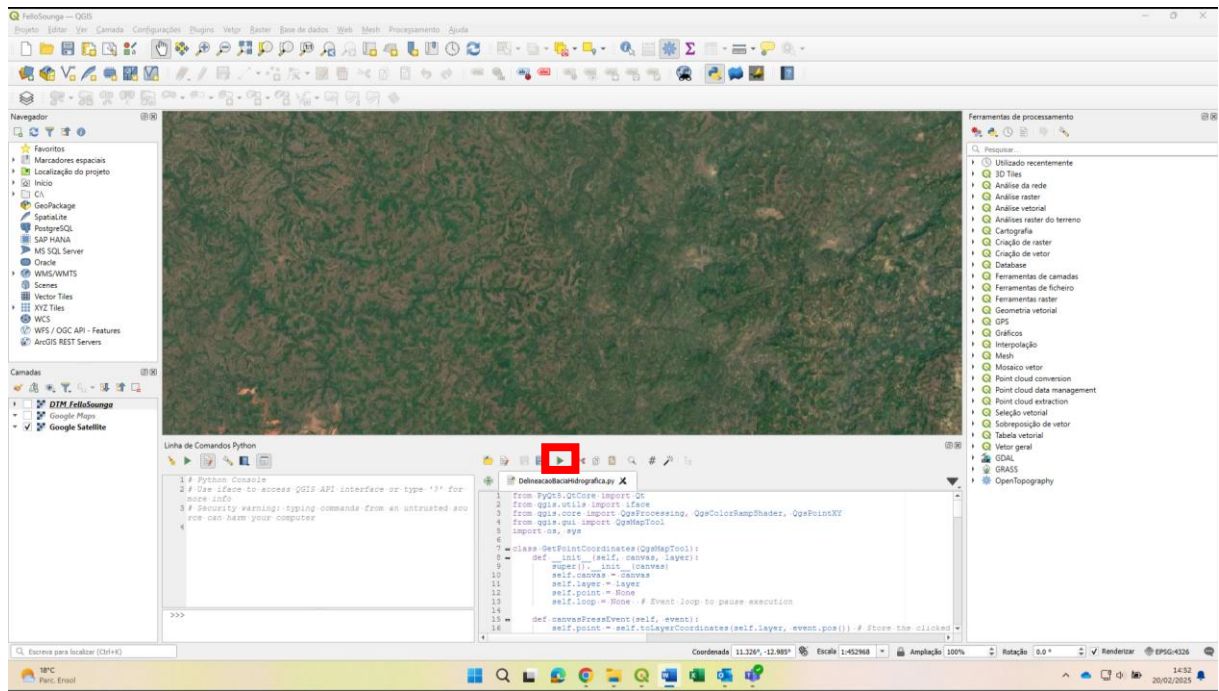 FelloSounga — QGIS
Projeto Editar Ver Camada Configurações Plugins Vetor Raster Base de dados Web Mesh Processamento Ajuda
Navegador
Favoritos
Marcadores espaciais
Localização do projeto
Início
C:\
GeoPackage
SpatiaLite
PostgreSQL
SAP HANA
MS SQL Server
Oracle
WMS/WMTS
Scenes
Vector Tiles
XYZ Tiles
WCS
WFS / OGC API - Features
ArcGIS REST Servers
Camadas
DTM_FelloSounga
Google Maps
Google Satellite
Linha de Comandos Python
1 # Python Console
2 # Use iface to access QGIS API interface or type '?' for
more info
3 # Security warning: typing commands from an untrusted sou
rce can harm your computer
4
>>>
DelineacaoBaciaHidrografica.py
1 from PyQt5.QtCore import Qt
2 from qgis.utils import iface
3 from qgis.core import QgsProcessing, QgsColorRampShader, QgsPointXY
4 from qgis.gui import QgsMapTool
5 import os, sys
6
7 class GetPointCoordinates(QgsMapTool):
8 def __init__(self, canvas, layer):
9 super().__init__(canvas)
10 self.canvas = canvas
11 self.layer = layer
12 self.point = None
13 self.loop = None # Event loop to pause execution
14
15 def canvasPressEvent(self, event):
16 self.point = self.toLayerCoordinates(self.layer, event.pos()) # Store the clicked
Ferramentas de processamento
Pesquisar...
Utilizado recentemente
3D Tiles
Análise da rede
Análise raster
Análise vetorial
Análises raster do terreno
Cartografia
Criação de raster
Criação de vetor
Database
Ferramentas de camadas
Ferramentas de ficheiro
Ferramentas raster
Geometria vetorial
GPS
Gráficos
Interpolação
Mesh
Mosaico vetor
Point cloud conversion
Point cloud data management
Point cloud extraction
Seleção vetorial
Sobreposição de vetor
Tabela vetorial
Vetor geral
GDAL
GRASS
OpenTopography
Escreva para localizar (Ctrl+K)
Coordenada 11.326°, -12.985° Escala 1:452968 Ampliação 100% Rotação 0.0 ° Renderizar EPSG:4326
18°C
Parc. Ensol
14:52
20/02/2025